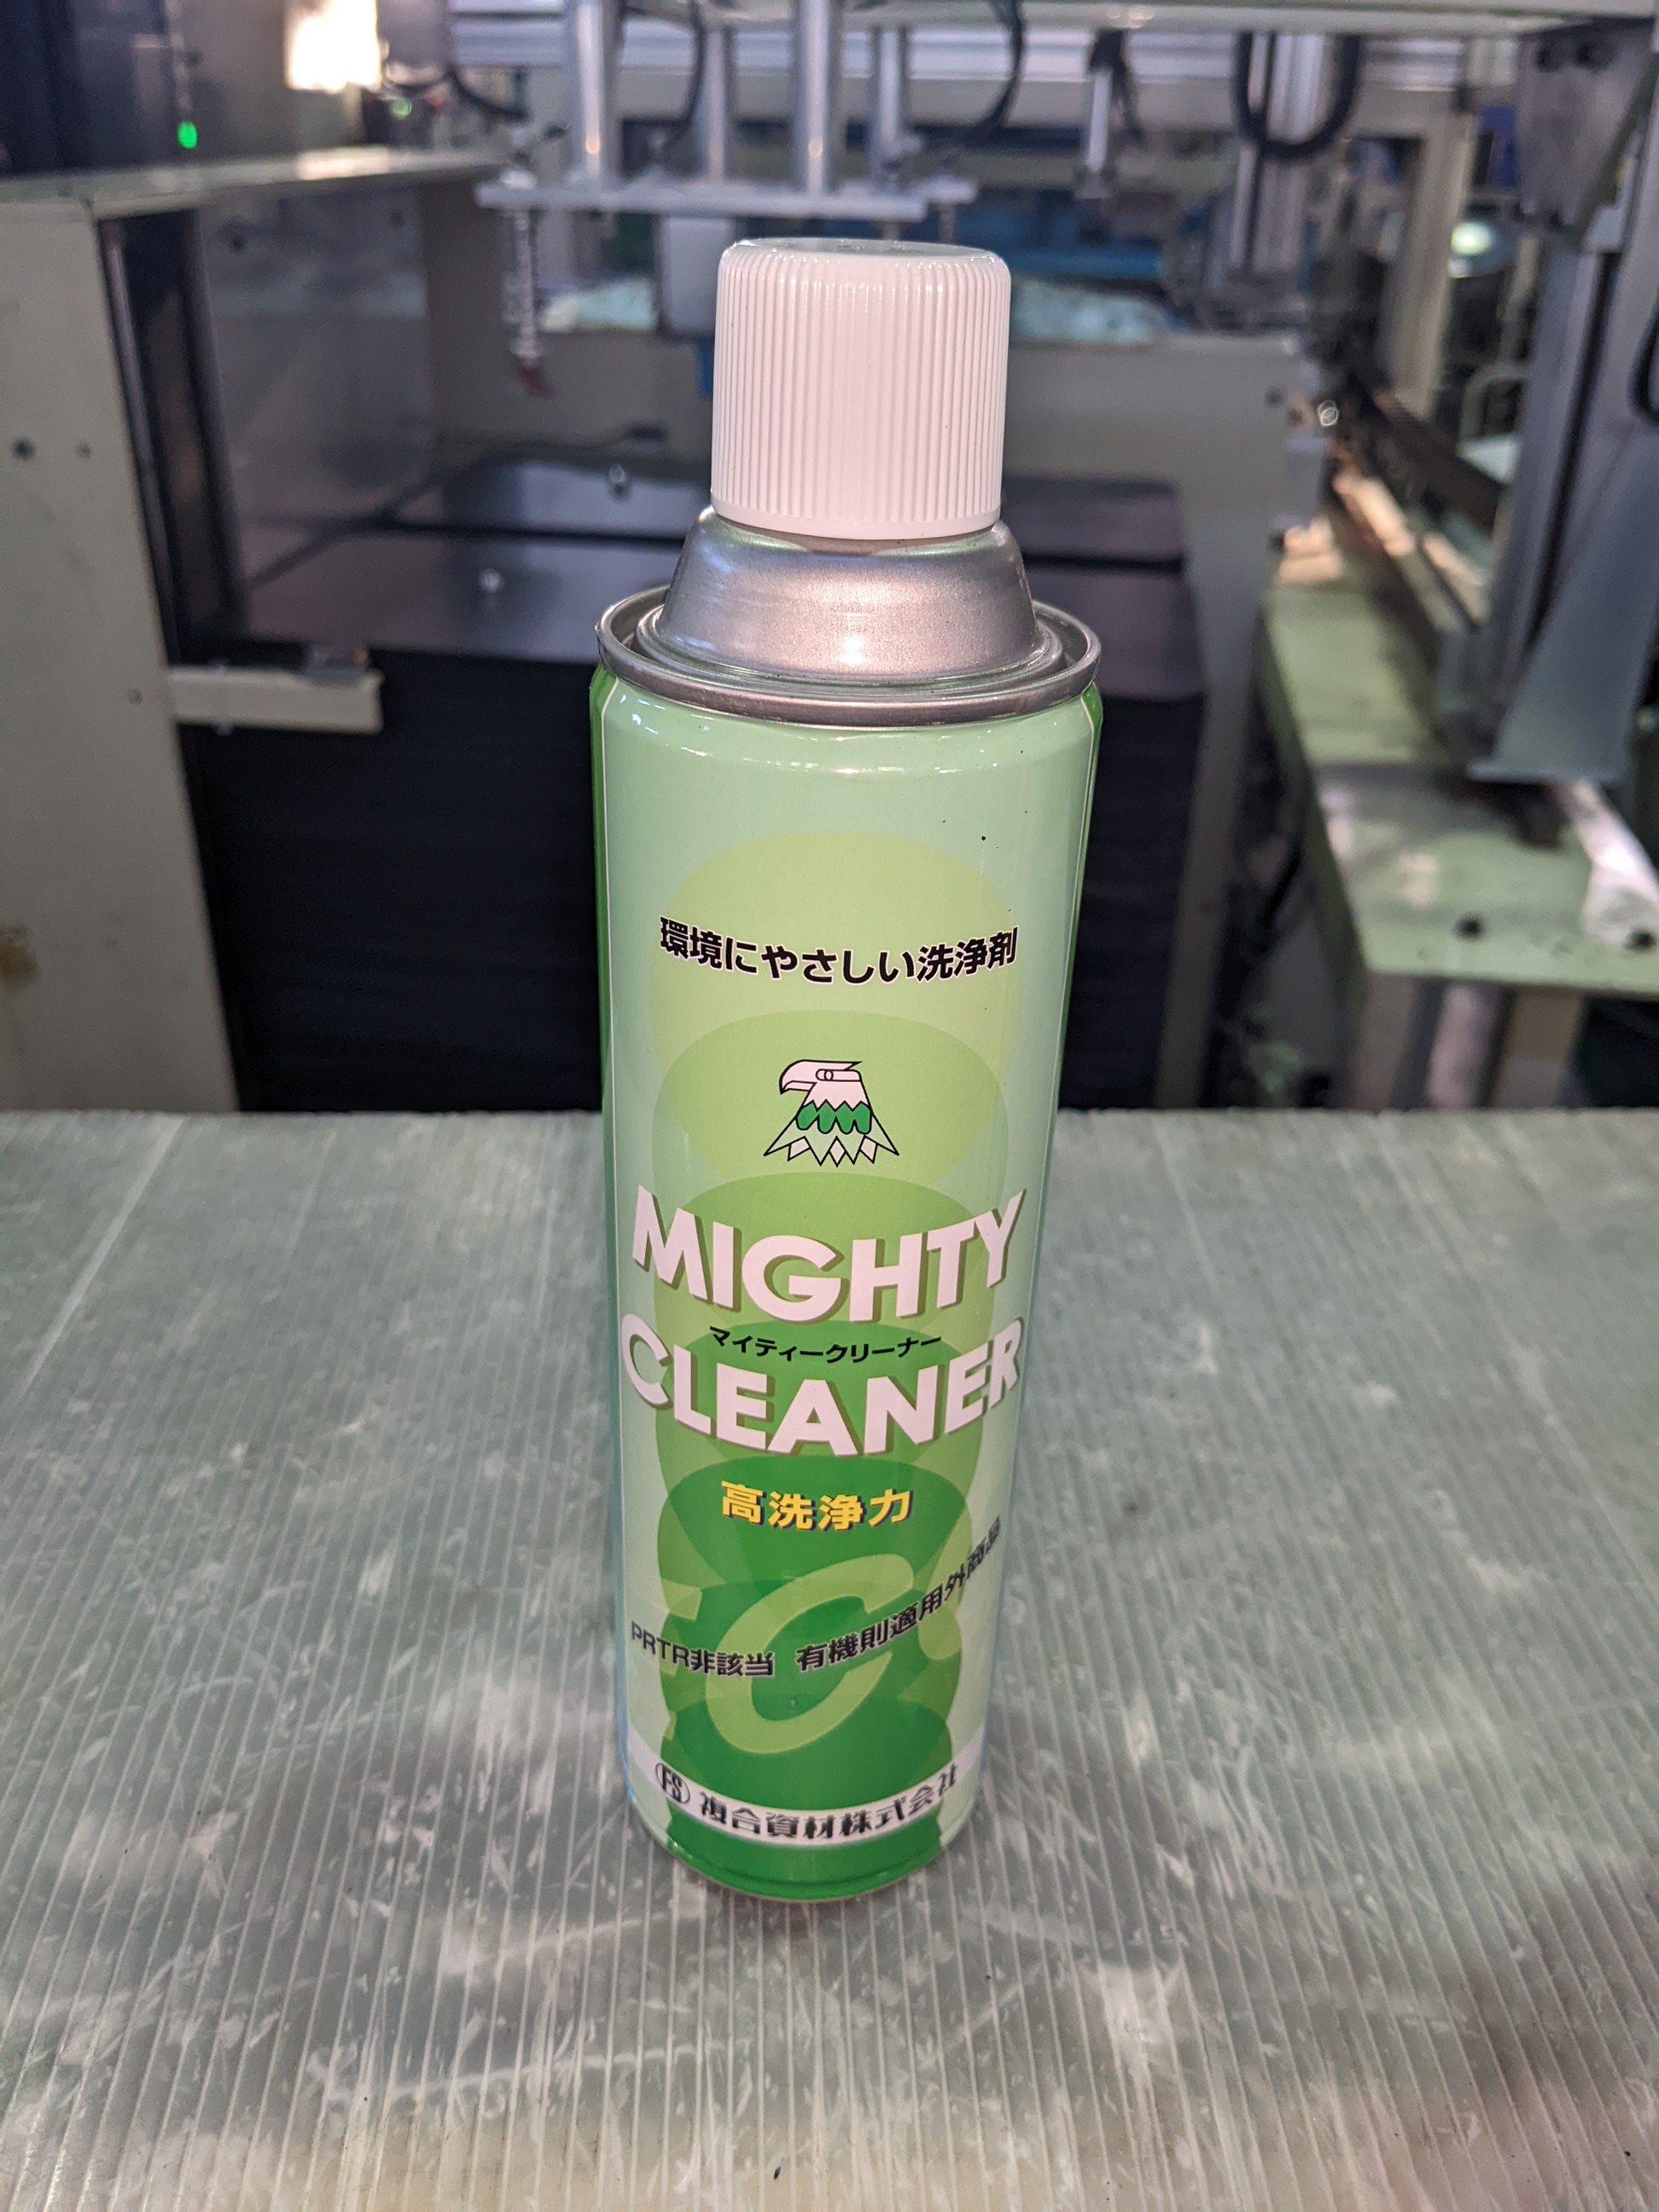 環境にやさしい洗浄剤
MIGHTY
マイティークリーナー
CLEANER
高洗浄力
PRTR非該当 有機則適用外商品
C
FS 複合資材株式会社